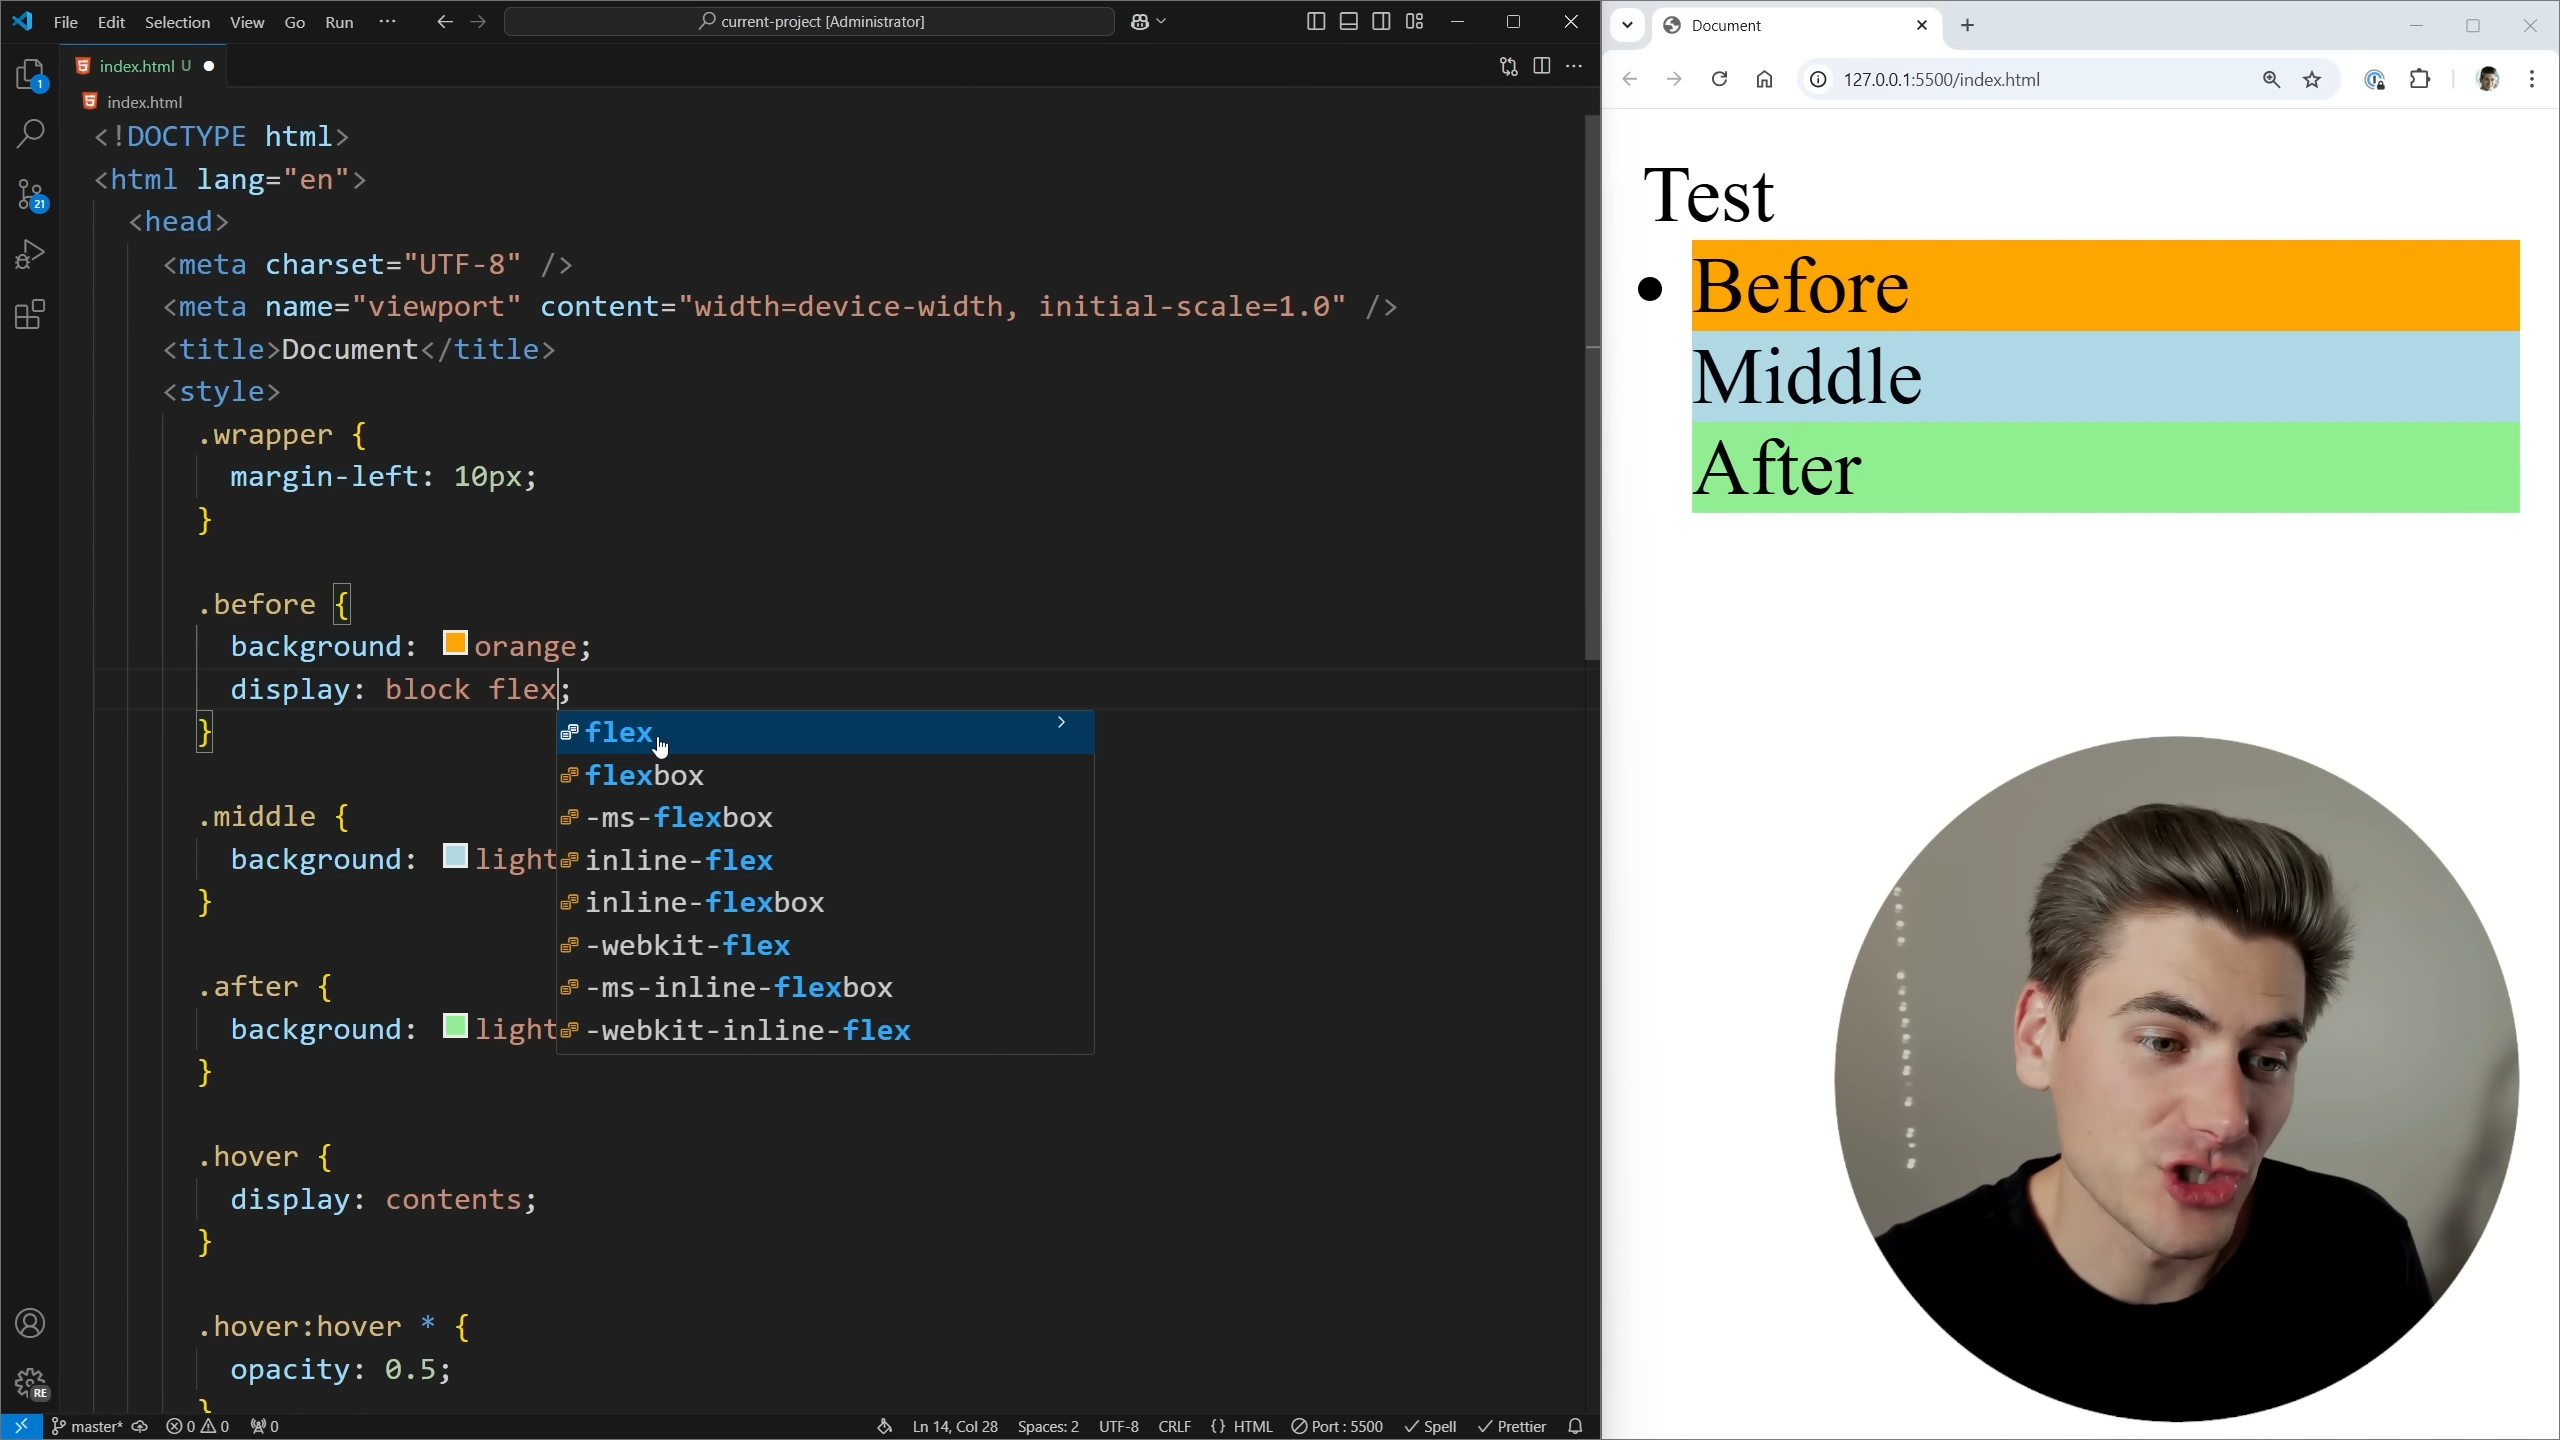 File Edit Selection View Go Run ···
current-project [Administrator]
1
21
index.html U
index.html
<!DOCTYPE html>
<html lang="en">
<head>
<meta charset="UTF-8" />
<meta name="viewport" content="width=device-width, initial-scale=1.0" />
<title>Document</title>
<style>
.wrapper {
margin-left: 10px;
}
.before {
background: orange;
display: block flex;
}
flex
flexbox
-ms-flexbox
inline-flex
inline-flexbox
-webkit-flex
-ms-inline-flexbox
-webkit-inline-flex
.middle {
background: light
}
.after {
background: light
}
.hover {
display: contents;
}
.hover:hover * {
opacity: 0.5;
}
RE
master* 0 0 0
Ln 14, Col 28 Spaces: 2 UTF-8 CRLF {} HTML Port : 5500 Spell Prettier
Document
127.0.0.1:5500/index.html
Test
Before
Middle
After